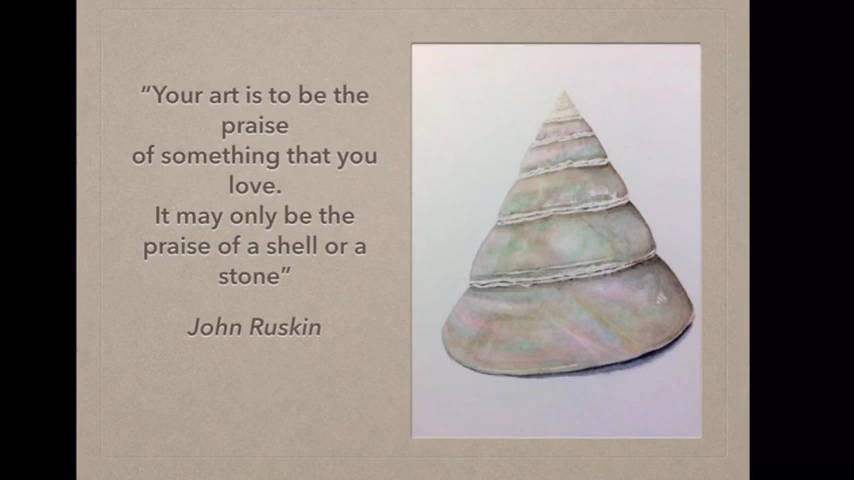 “Your art is to be the
praise
of something that you
love.
It may only be the
praise of a shell or a
stone”
John Ruskin